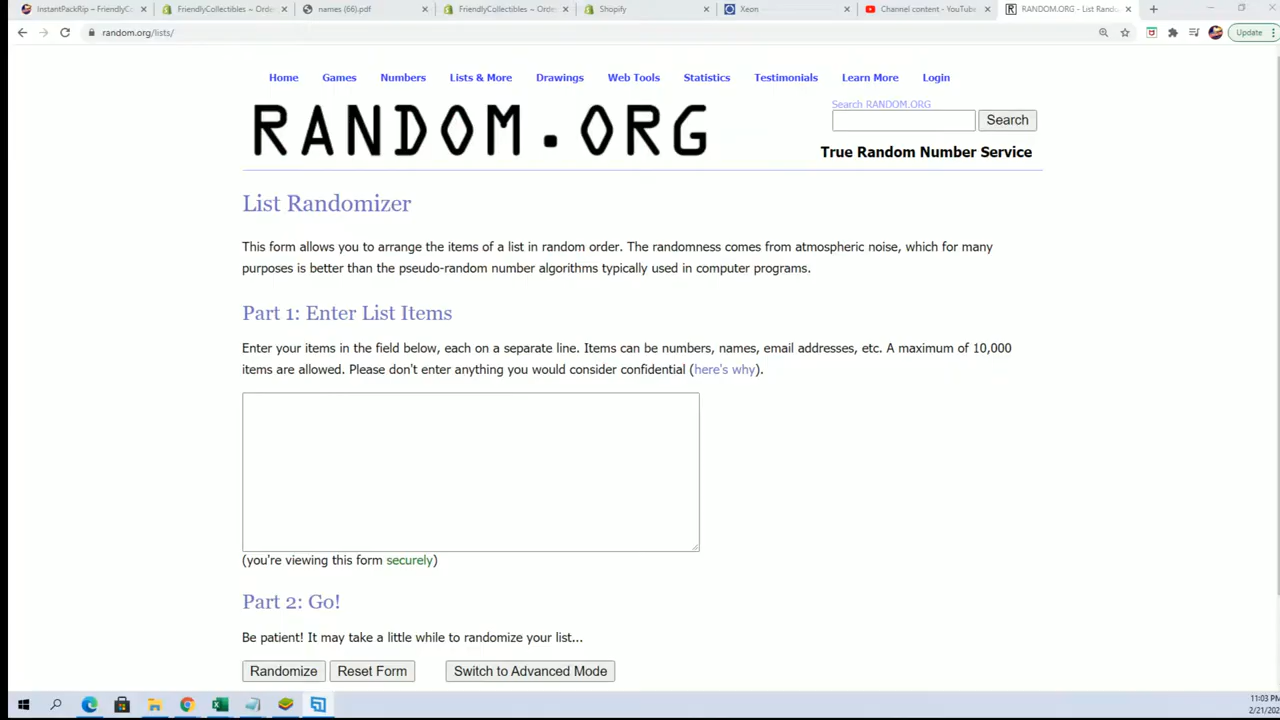 InstantPackRip – FriendlyC
FriendlyCollectibles ~ Orde
names (66).pdf
FriendlyCollectibles ~ Orde
Shopify
Xeon
Channel content - YouTube
RANDOM.ORG - List Rando
random.org/lists/
Update
Home
Games
Numbers
Lists & More
Drawings
Web Tools
Statistics
Testimonials
Learn More
Login
RANDOM.ORG
Search RANDOM.ORG
Search
True Random Number Service
List Randomizer
This form allows you to arrange the items of a list in random order. The randomness comes from atmospheric noise, which for many
purposes is better than the pseudo-random number algorithms typically used in computer programs.
Part 1: Enter List Items
Enter your items in the field below, each on a separate line. Items can be numbers, names, email addresses, etc. A maximum of 10,000
items are allowed. Please don't enter anything you would consider confidential (here's why).
(you're viewing this form securely)
Part 2: Go!
Be patient! It may take a little while to randomize your list...
Randomize
Reset Form
Switch to Advanced Mode
11:03 PM
2/21/202